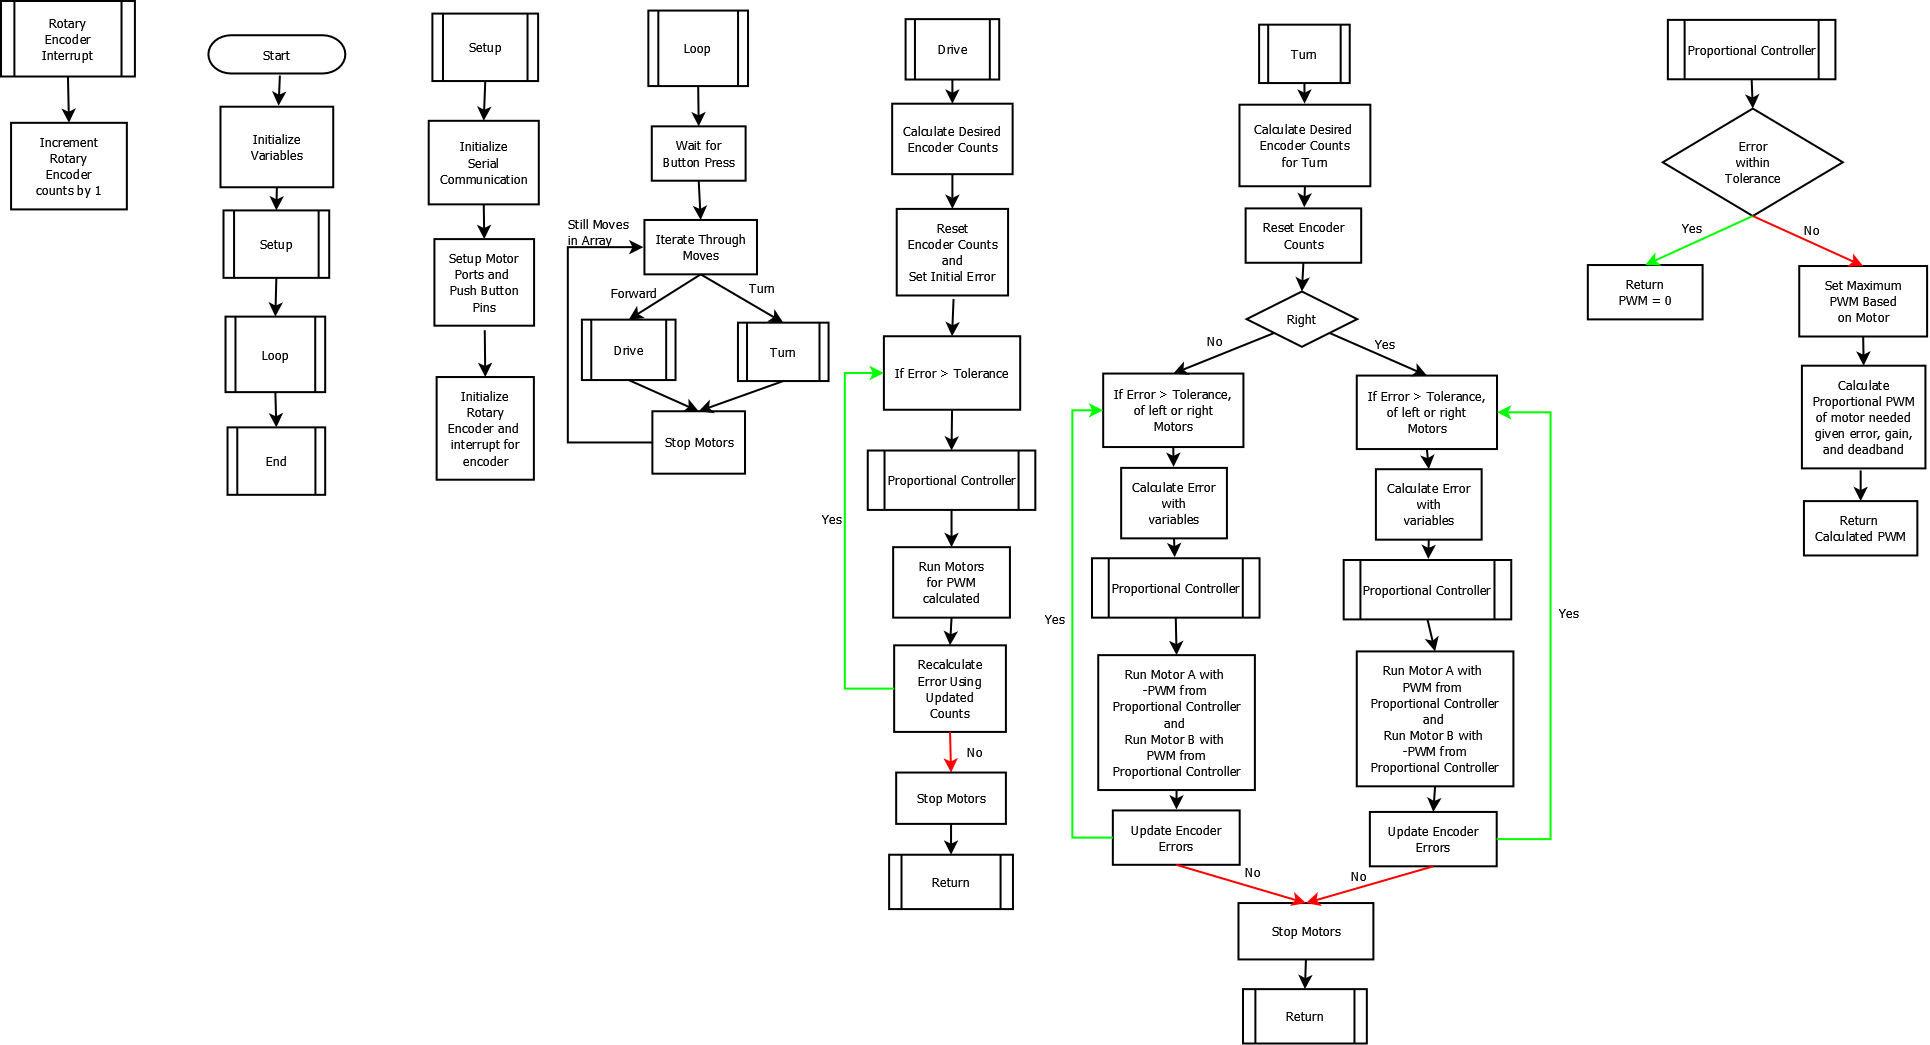 Rotary
Encoder
Interrupt
Increment
Rotary
Encoder
counts by 1
Start
Initialize
Variables
Setup
Loop
End
Setup
Initialize
Serial
Communication
Setup Motor
Ports and
Push Button
Pins
Initialize
Rotary
Encoder and
interrupt for
encoder
Loop
Wait for
Button Press
Still Moves
in Array
Iterate Through
Moves
Forward
Turn
Drive
Turn
Stop Motors
Drive
Calculate Desired
Encoder Counts
Reset
Encoder Counts
and
Set Initial Error
If Error > Tolerance
Proportional Controller
Yes
Run Motors
for PWM
calculated
Recalculate
Error Using
Updated
Counts
No
Stop Motors
Return
Turn
Calculate Desired
Encoder Counts
for Turn
Reset Encoder
Counts
Right
No
Yes
If Error > Tolerance,
of left or right
Motors
Calculate Error
with
variables
Proportional Controller
Yes
Run Motor A with
-PWM from
Proportional Controller
and
Run Motor B with
PWM from
Proportional Controller
Update Encoder
Errors
No
If Error > Tolerance,
of left or right
Motors
Calculate Error
with
variables
Proportional Controller
Yes
Run Motor A with
PWM from
Proportional Controller
and
Run Motor B with
-PWM from
Proportional Controller
Update Encoder
Errors
No
Stop Motors
Return
Proportional Controller
Error
within
Tolerance
Yes
No
Return
PWM = 0
Set Maximum
PWM Based
on Motor
Calculate
Proportional PWM
of motor needed
given error, gain,
and deadband
Return
Calculated PWM